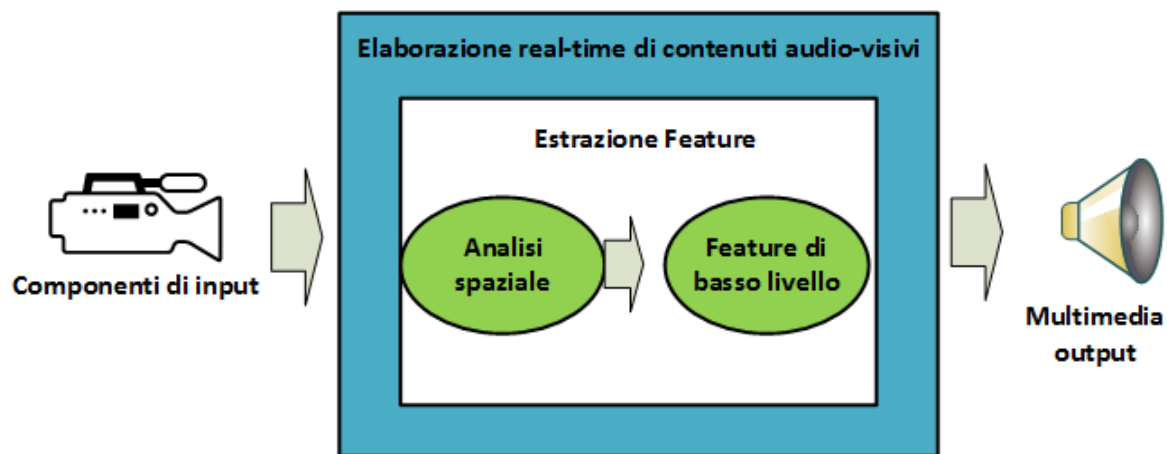 Elaborazione real-time di contenuti audio-visivi
Estrazione Feature
Componenti di input
Analisi
spaziale
Feature di
basso livello
Multimedia
output